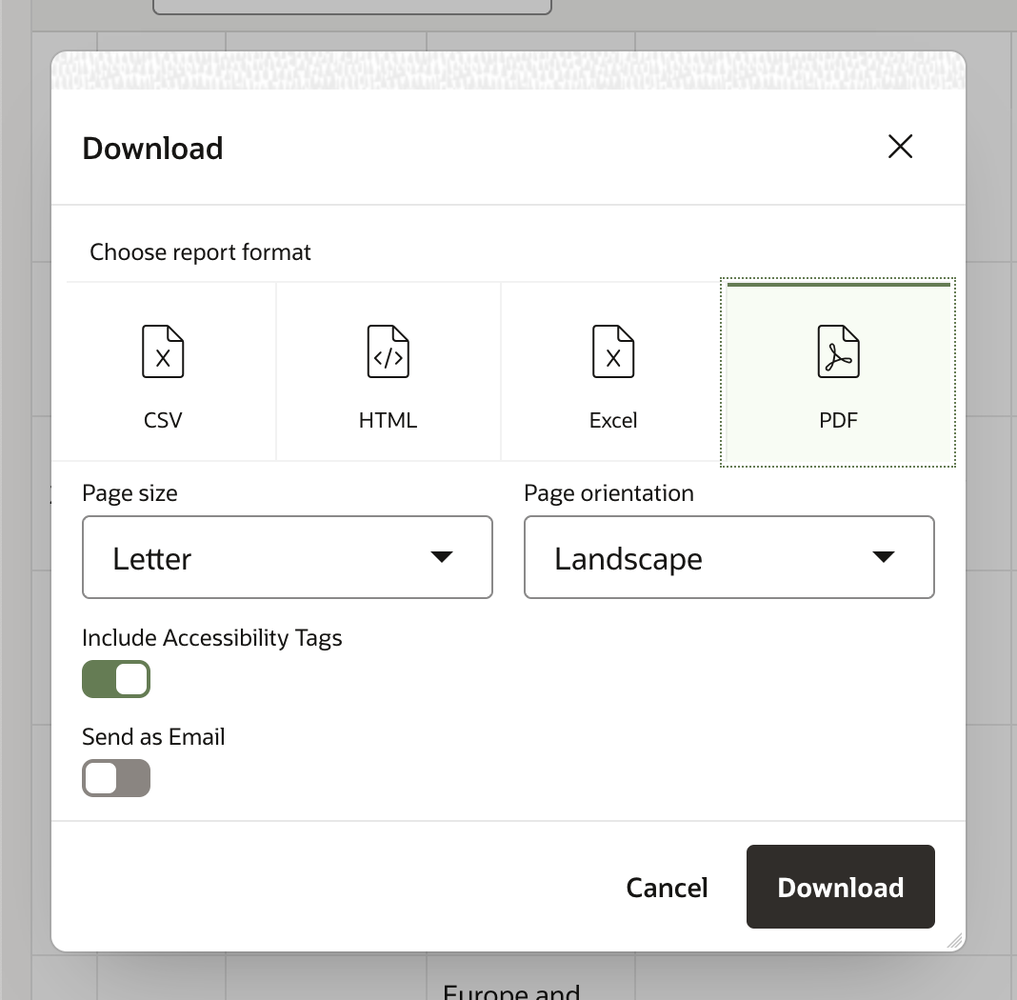 Download
Choose report format
CSV
HTML
Excel
PDF
Page size
Page orientation
Letter
Landscape
Include Accessibility Tags
Send as Email
Cancel
Download
Europe and